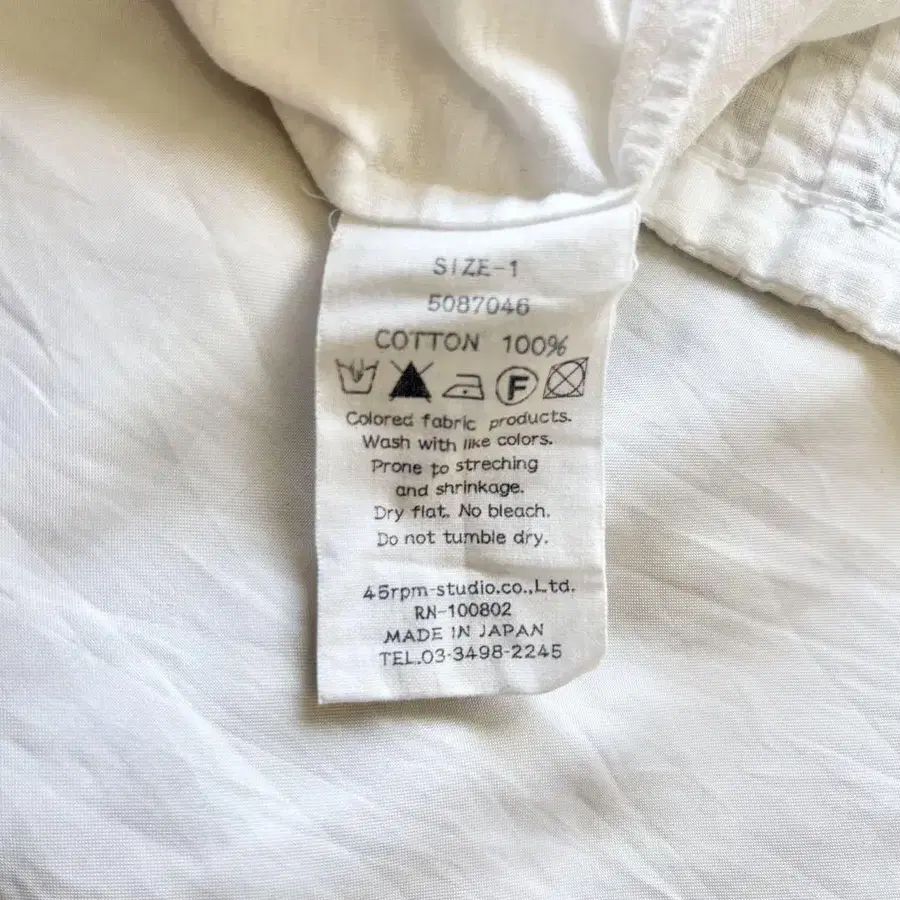 SIZE-1
5087046
COTTON 100%
F
Colored fabric products.
Wash with like colors.
Prone to streching
and shrinkage.
Dry flat. No bleach.
Do not tumble dry.
45rpm-studio.co.,Ltd.
RN-100802
MADE IN JAPAN
TEL.03-3498-2245